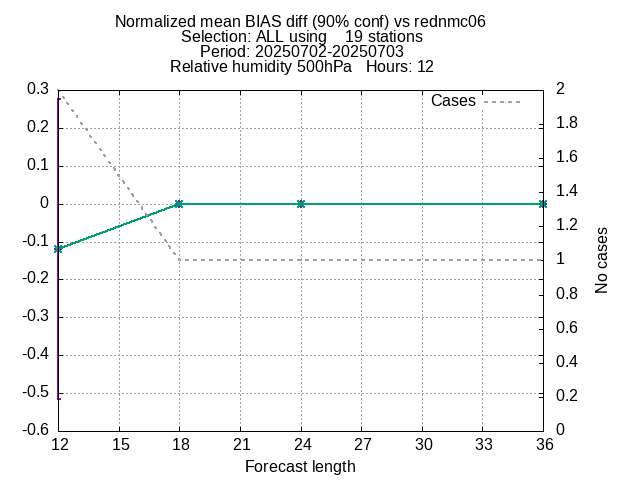 Normalized mean BIAS diff (90% conf) vs rednmc06
Selection: ALL using    19 stations
Period: 20250702-20250703
Relative humidity 500hPa   Hours: 12
Cases
0.3
0.2
0.1
0
-0.1
-0.2
-0.3
-0.4
-0.5
-0.6
2
1.8
1.6
1.4
1.2
1
0.8
0.6
0.4
0.2
0
No cases
12 15 18 21 24 27 30 33 36
Forecast length